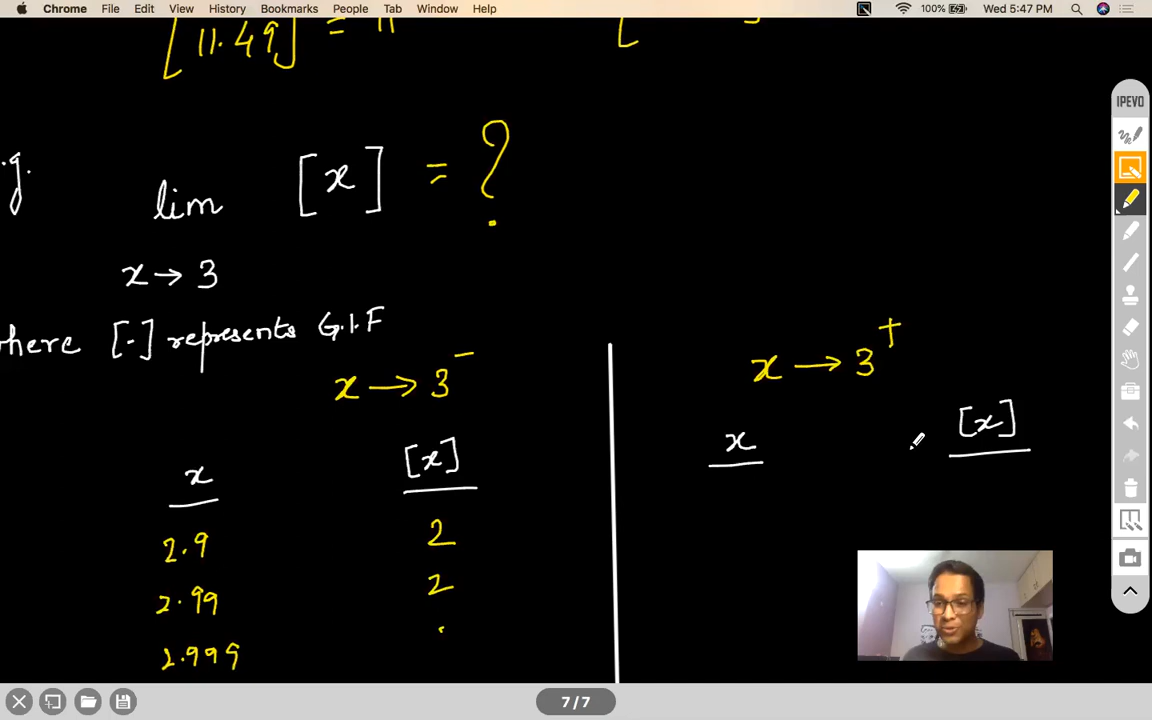 Chrome File Edit View History Bookmarks People Tab Window Help 100% Wed 5:47 PM
[11.49] = 11
IPEVO
.g. lim [x] = ?
x → 3
where [.] represents G.I.F
x → 3⁻
x → 3⁺
x [x]
x [x]
2.9 2
2.99 2
2.999
7 / 7